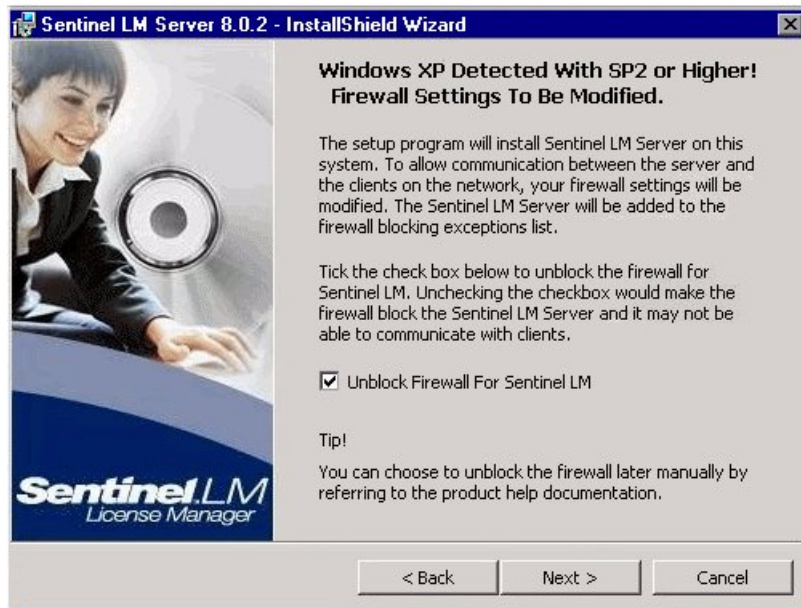 Sentinel LM Server 8.0.2 - InstallShield Wizard
Windows XP Detected With SP2 or Higher!
Firewall Settings To Be Modified.
The setup program will install Sentinel LM Server on this
system. To allow communication between the server and
the clients on the network, your firewall settings will be
modified. The Sentinel LM Server will be added to the
firewall blocking exceptions list.
Tick the check box below to unblock the firewall for
Sentinel LM. Unchecking the checkbox would make the
firewall block the Sentinel LM Server and it may not be
able to communicate with clients.
Unblock Firewall For Sentinel LM
Tip!
You can choose to unblock the firewall later manually by
referring to the product help documentation.
Sentinel.LM
License Manager
< Back
Next >
Cancel